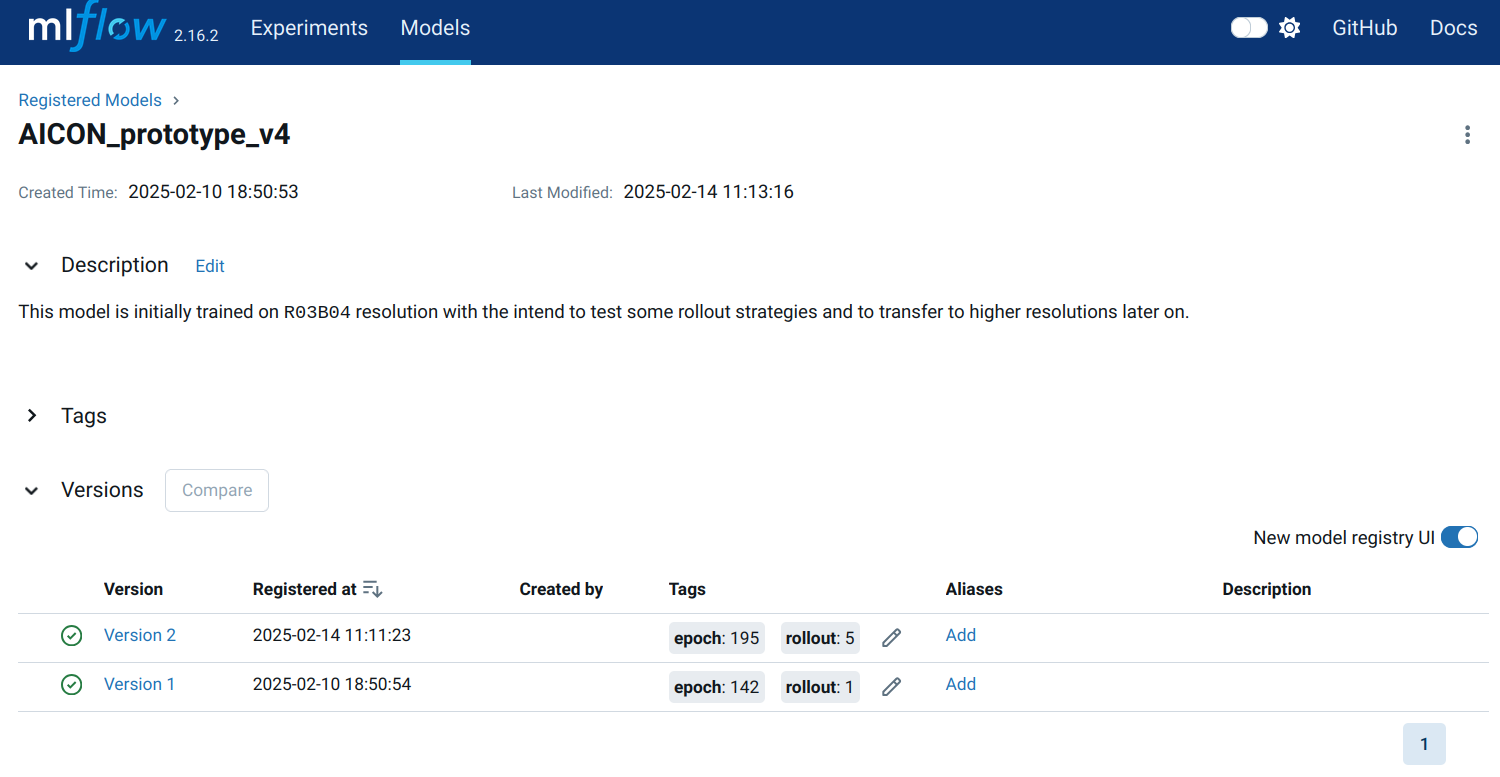 mlflow 2.16.2 Experiments Models GitHub Docs
Registered Models
AICON_prototype_v4
Created Time: 2025-02-10 18:50:53 Last Modified: 2025-02-14 11:13:16
Description Edit
This model is initially trained on R03B04 resolution with the intend to test some rollout strategies and to transfer to higher resolutions later on.
Tags
Versions Compare
New model registry UI
Version Registered at Created by Tags Aliases Description
Version 2 2025-02-14 11:11:23 epoch: 195 rollout: 5 Add
Version 1 2025-02-10 18:50:54 epoch: 142 rollout: 1 Add
1